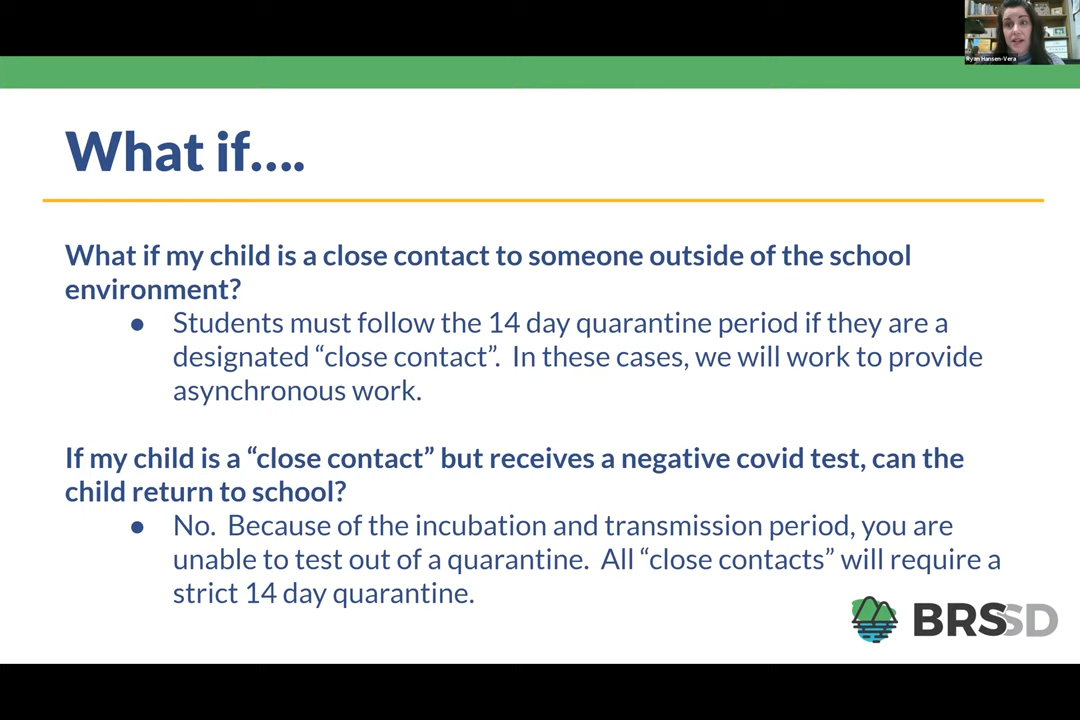 Ryan Hansen-Vera
What if....
What if my child is a close contact to someone outside of the school
environment?
● Students must follow the 14 day quarantine period if they are a
designated “close contact”. In these cases, we will work to provide
asynchronous work.
If my child is a “close contact” but receives a negative covid test, can the
child return to school?
● No. Because of the incubation and transmission period, you are
unable to test out of a quarantine. All “close contacts” will require a
strict 14 day quarantine.
BRSSD